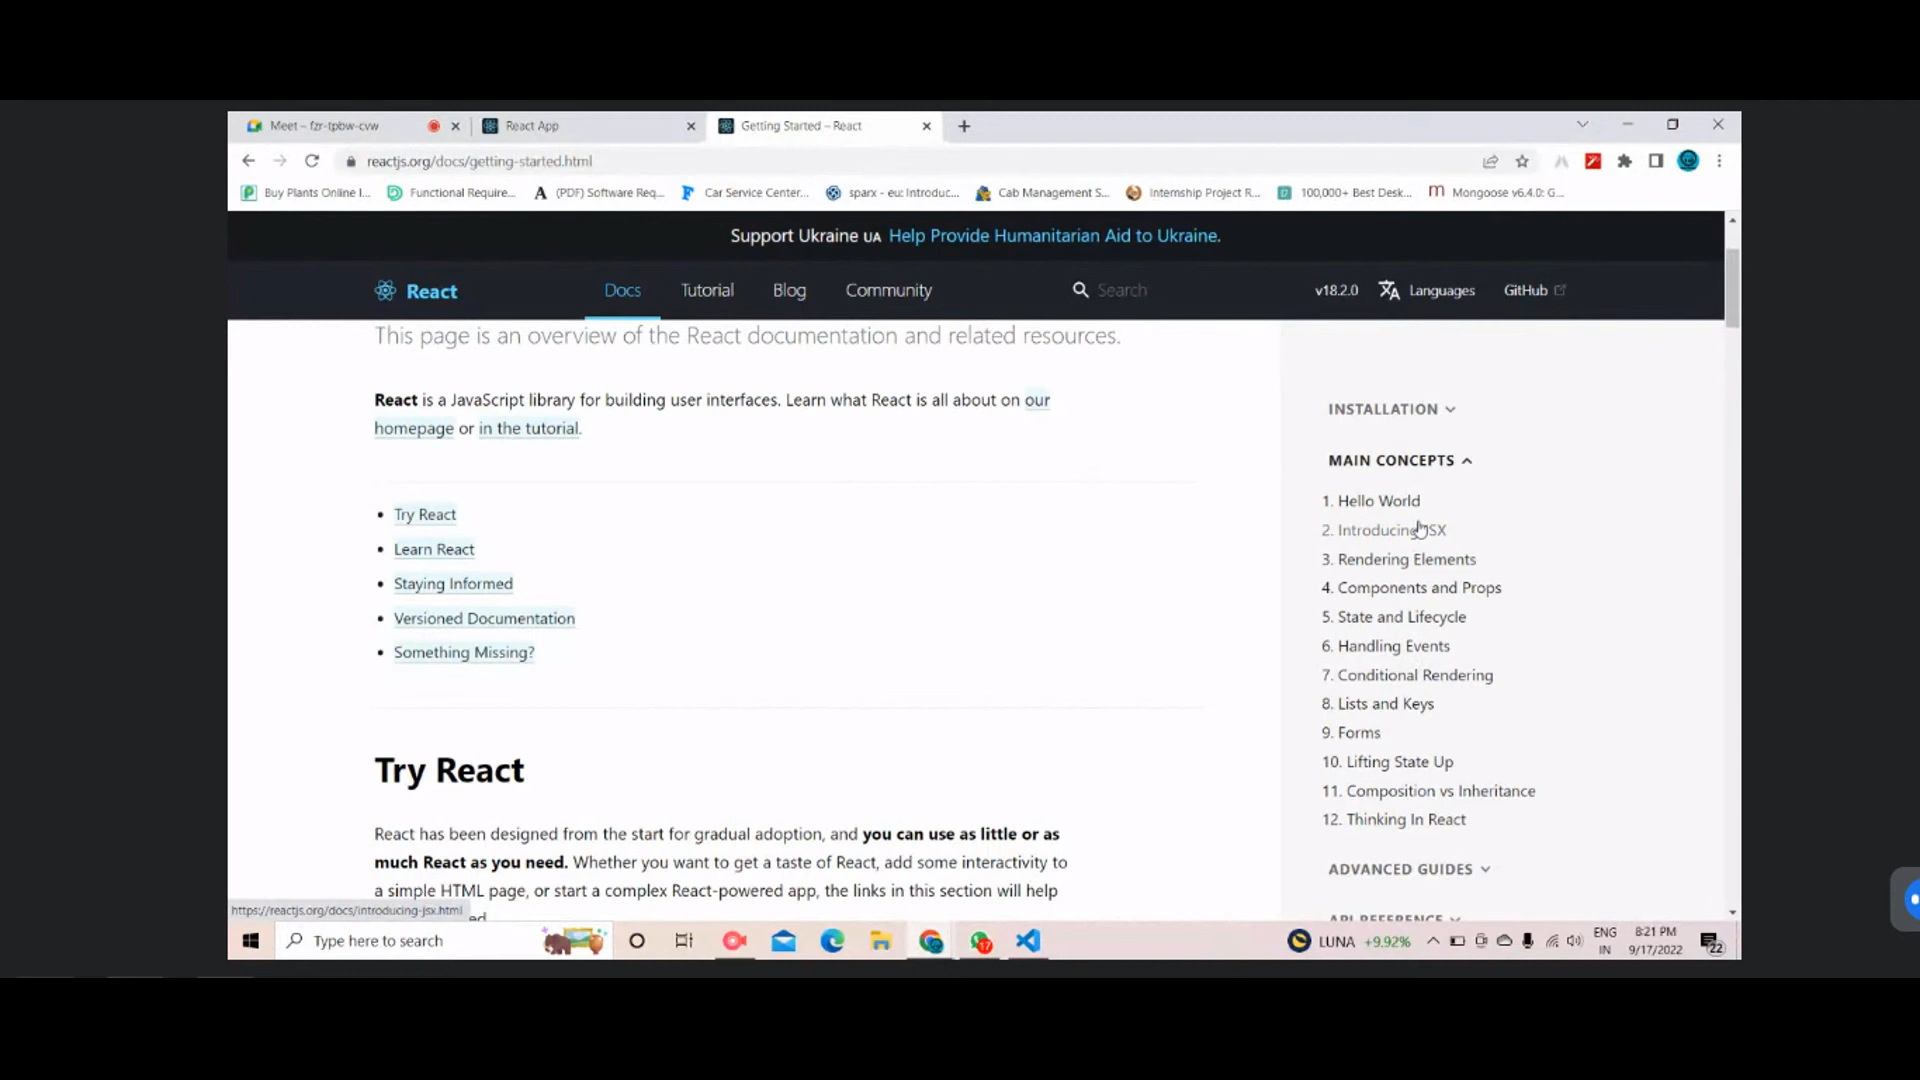 Meet – fzr-tpbw-cvw
React App
Getting Started – React
reactjs.org/docs/getting-started.html
Buy Plants Online I...
Functional Require...
(PDF) Software Req...
Car Service Center...
sparx - eu: Introduc...
Cab Management S...
Internship Project R...
100,000+ Best Desk...
Mongoose v6.4.0: G...
Support Ukraine UA Help Provide Humanitarian Aid to Ukraine.
React
Docs
Tutorial
Blog
Community
Search
v18.2.0
Languages
GitHub
This page is an overview of the React documentation and related resources.
React is a JavaScript library for building user interfaces. Learn what React is all about on our
homepage or in the tutorial.
• Try React
• Learn React
• Staying Informed
• Versioned Documentation
• Something Missing?
Try React
React has been designed from the start for gradual adoption, and you can use as little or as
much React as you need. Whether you want to get a taste of React, add some interactivity to
a simple HTML page, or start a complex React-powered app, the links in this section will help
INSTALLATION
MAIN CONCEPTS
1. Hello World
2. Introducing JSX
3. Rendering Elements
4. Components and Props
5. State and Lifecycle
6. Handling Events
7. Conditional Rendering
8. Lists and Keys
9. Forms
10. Lifting State Up
11. Composition vs Inheritance
12. Thinking In React
ADVANCED GUIDES
API REFERENCE
https://reactjs.org/docs/introducing-jsx.html
Type here to search
17
LUNA +9.92%
ENG
IN
8:21 PM
9/17/2022
22